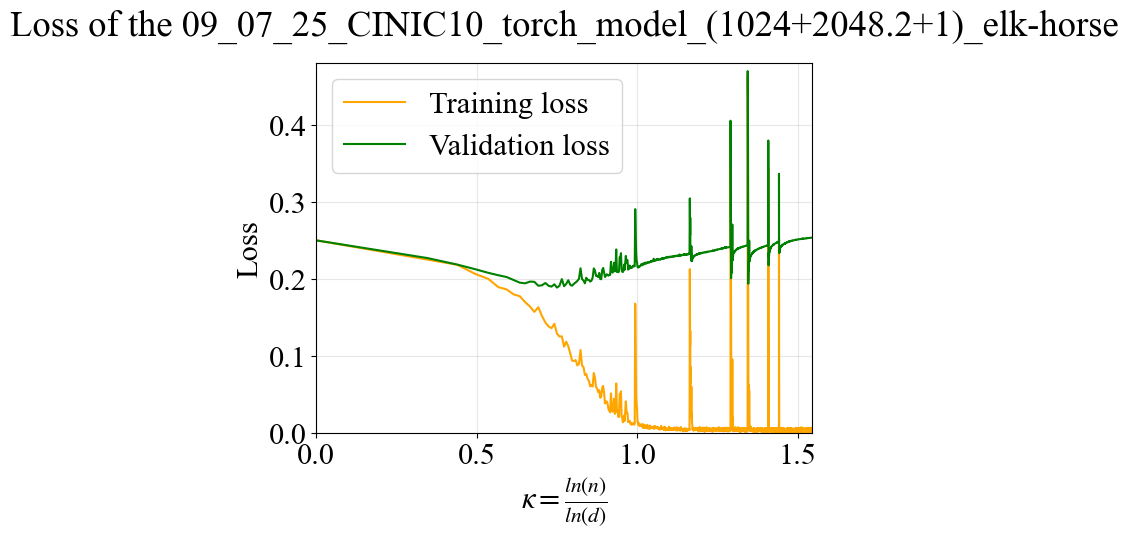 Loss of the 09_07_25_CINIC10_torch_model_(1024+2048.2+1)_elk-horse
Training loss
Validation loss
Loss
0.4
0.3
0.2
0.1
0.0
0.0 0.5 1.0 1.5
κ = ln(n)/ln(d)